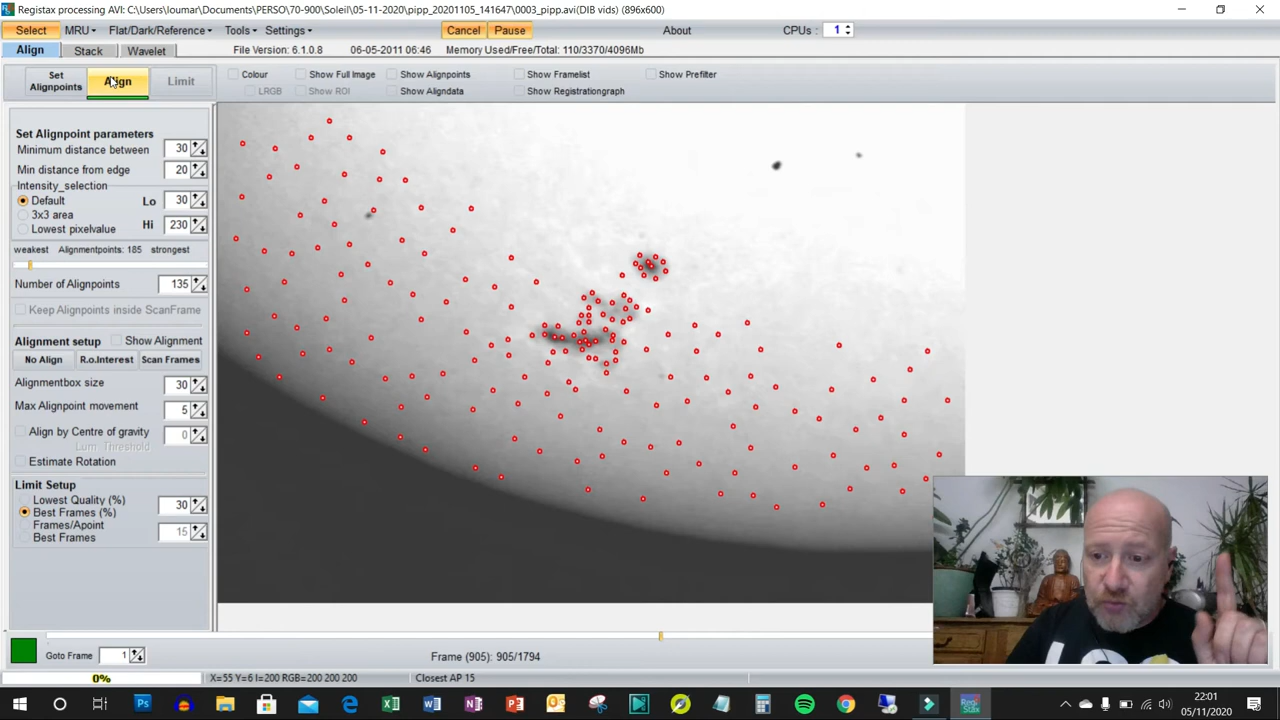 Registax processing AVI: C:\Users\loumar\Documents\PERSO\70-900\Soleil\05-11-2020\pipp_20201105_141647\0003_pipp.avi(DIB vids) (896x600)
Select MRU Flat/Dark/Reference Tools Settings Cancel Pause About CPUs: 1
Align Stack Wavelet File Version: 6.1.0.8 06-05-2011 06:46 Memory Used/Free/Total: 110/3370/4096Mb
Set Alignpoints Align Limit
Colour Show Full Image Show Alignpoints Show Framelist Show Prefilter
LRGB Show ROI Show Aligndata Show Registrationgraph
Set Alignpoint parameters
Minimum distance between 30
Min distance from edge 20
Intensity_selection
Default Lo 30
3x3 area
Lowest pixelvalue Hi 230
weakest Alignmentpoints: 185 strongest
Number of Alignpoints 135
Keep Alignpoints inside ScanFrame
Alignment setup Show Alignment
No Align R.o.Interest Scan Frames
Alignmentbox size 30
Max Alignpoint movement 5
Align by Centre of gravity 0
Lum. Threshold
Estimate Rotation
Limit Setup
Lowest Quality (%)
Best Frames (%) 30
Frames/Apoint
Best Frames 15
Goto Frame 1 Frame (905): 905/1794
0% X=55 Y=6 I=200 RGB=200 200 200 Closest AP 15
22:01
05/11/2020